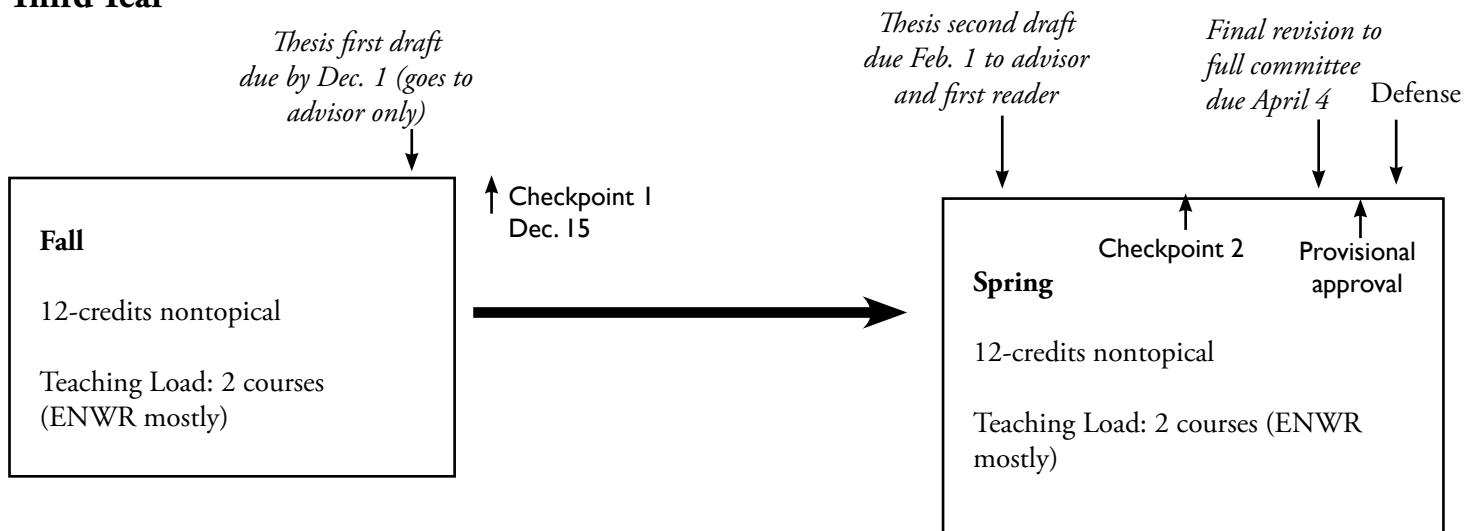 Third Year
Thesis first draft
due by Dec. 1 (goes to
advisor only)
Checkpoint 1
Dec. 15
Fall
12-credits nontopical
Teaching Load: 2 courses
(ENWR mostly)
Thesis second draft
due Feb. 1 to advisor
and first reader
Final revision to
full committee
due April 4
Defense
Checkpoint 2
Provisional
approval
Spring
12-credits nontopical
Teaching Load: 2 courses (ENWR
mostly)